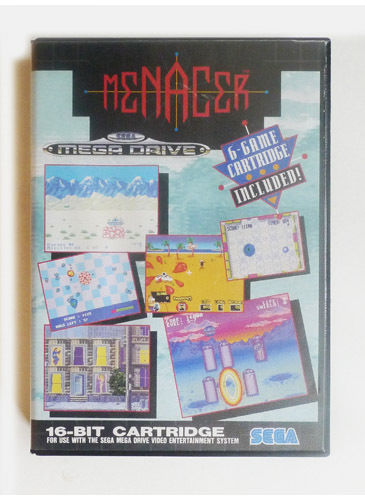 MENACER
SEGA
MEGA DRIVE
6-GAME
CARTRIDGE
INCLUDED!
16-BIT CARTRIDGE
FOR USE WITH THE SEGA MEGA DRIVE VIDEO ENTERTAINMENT SYSTEM
SEGA